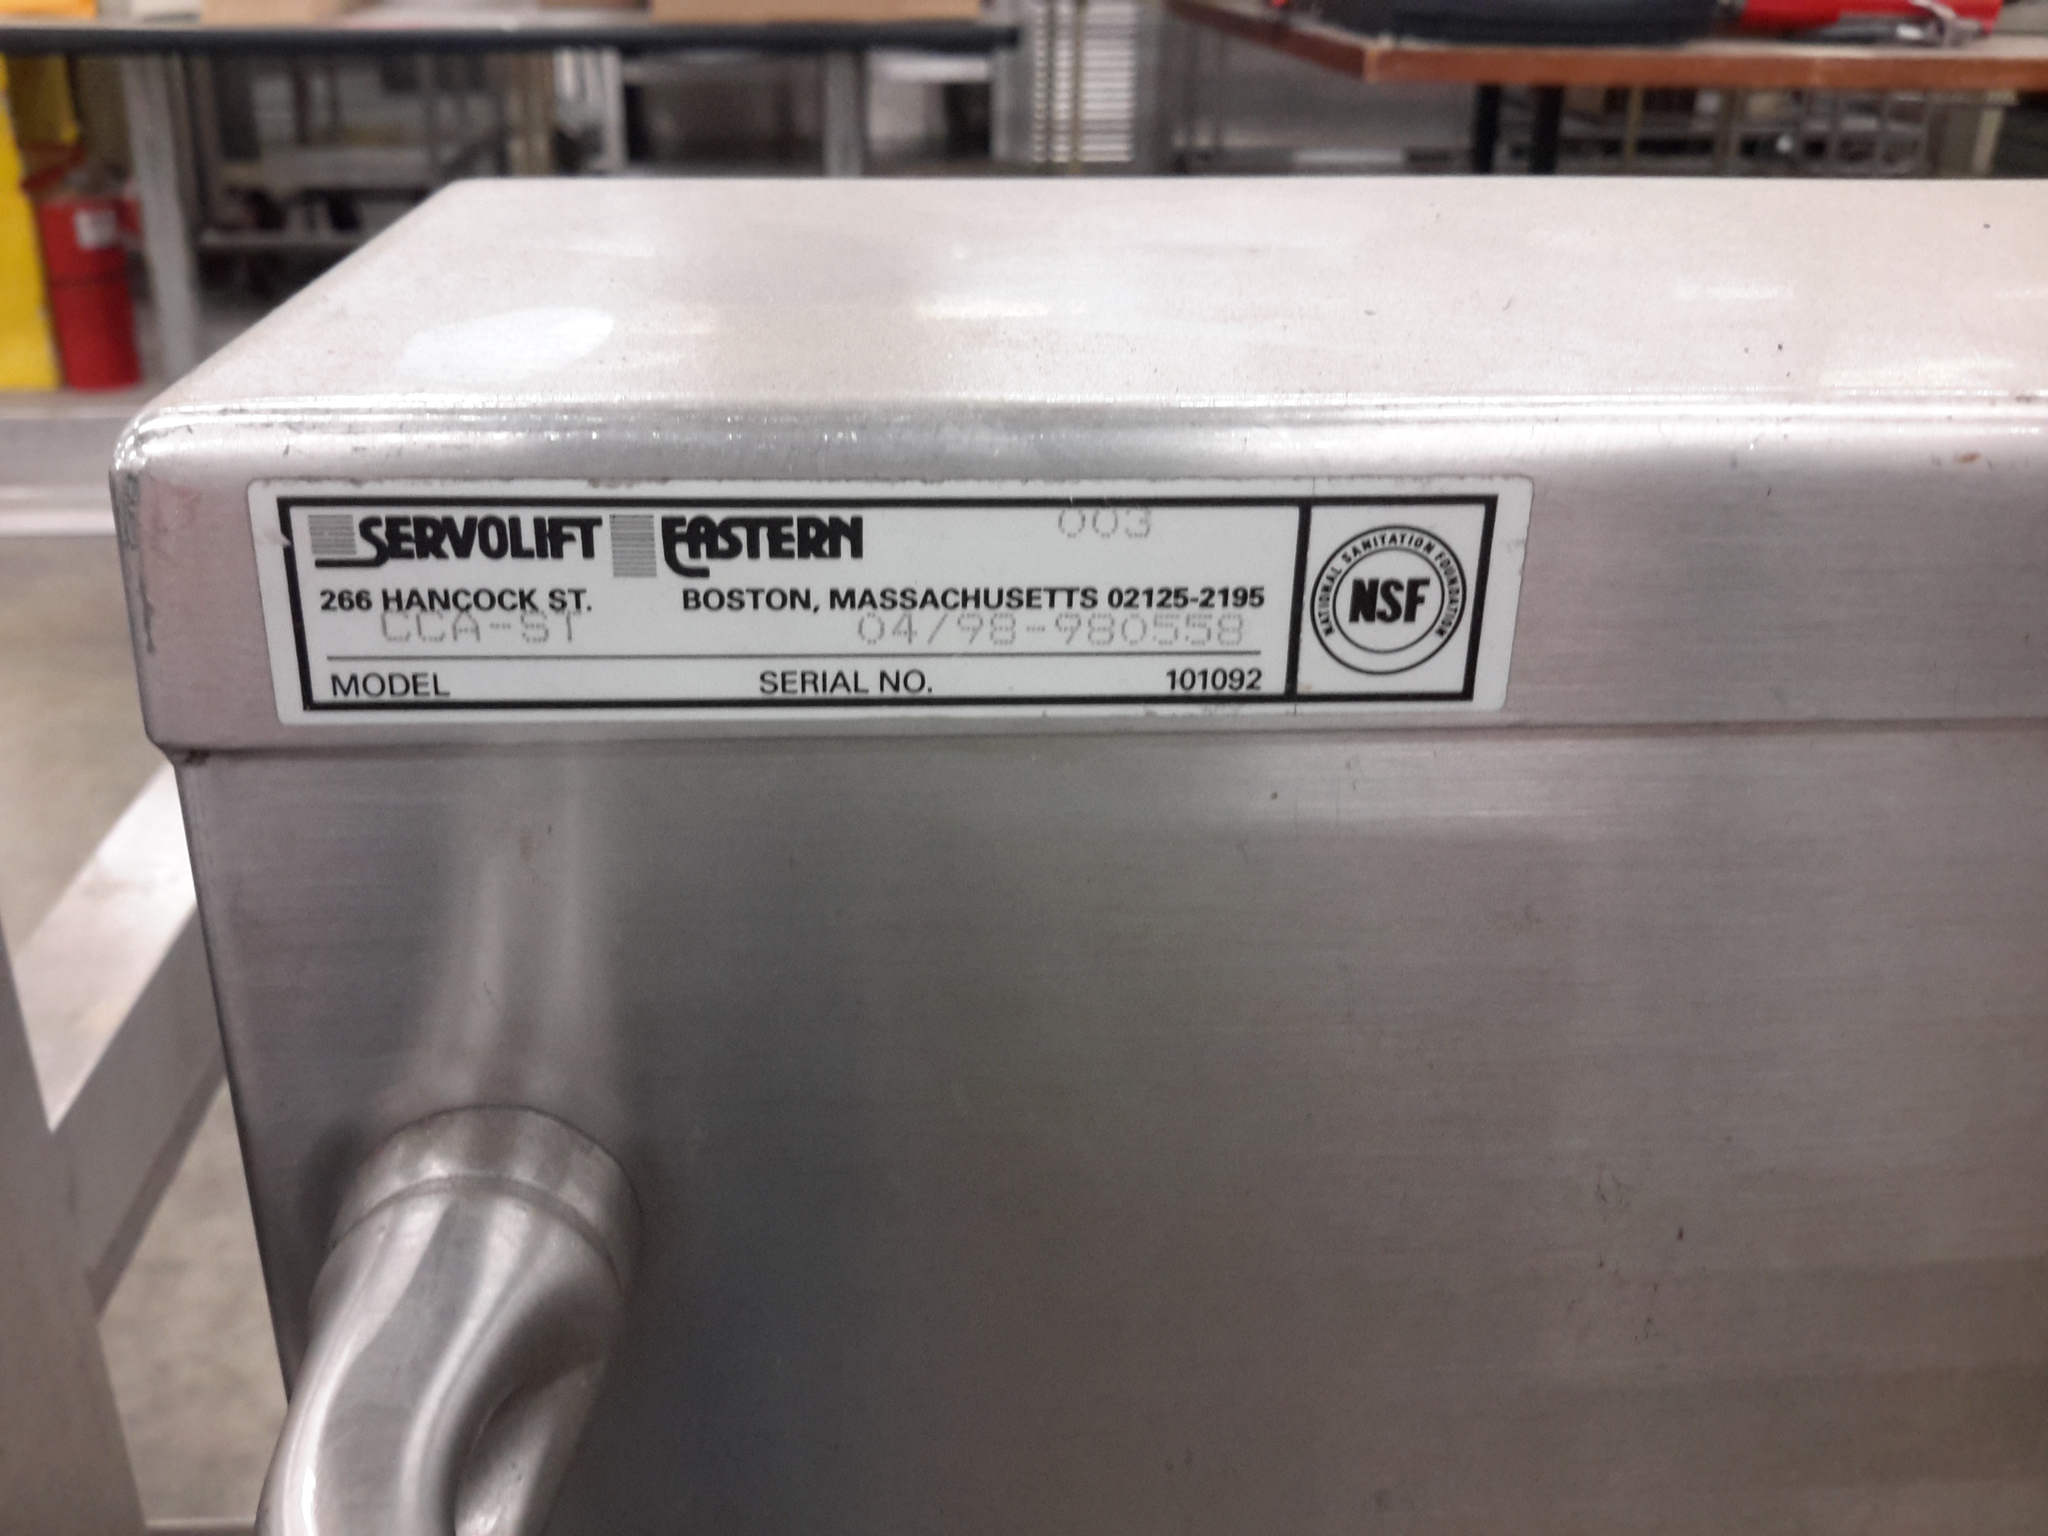 SERVOLIFT EASTERN 003
266 HANCOCK ST. BOSTON, MASSACHUSETTS 02125-2195
CCA-ST 04/98-980558
MODEL SERIAL NO. 101092
NATIONAL SANITATION FOUNDATION
NSF